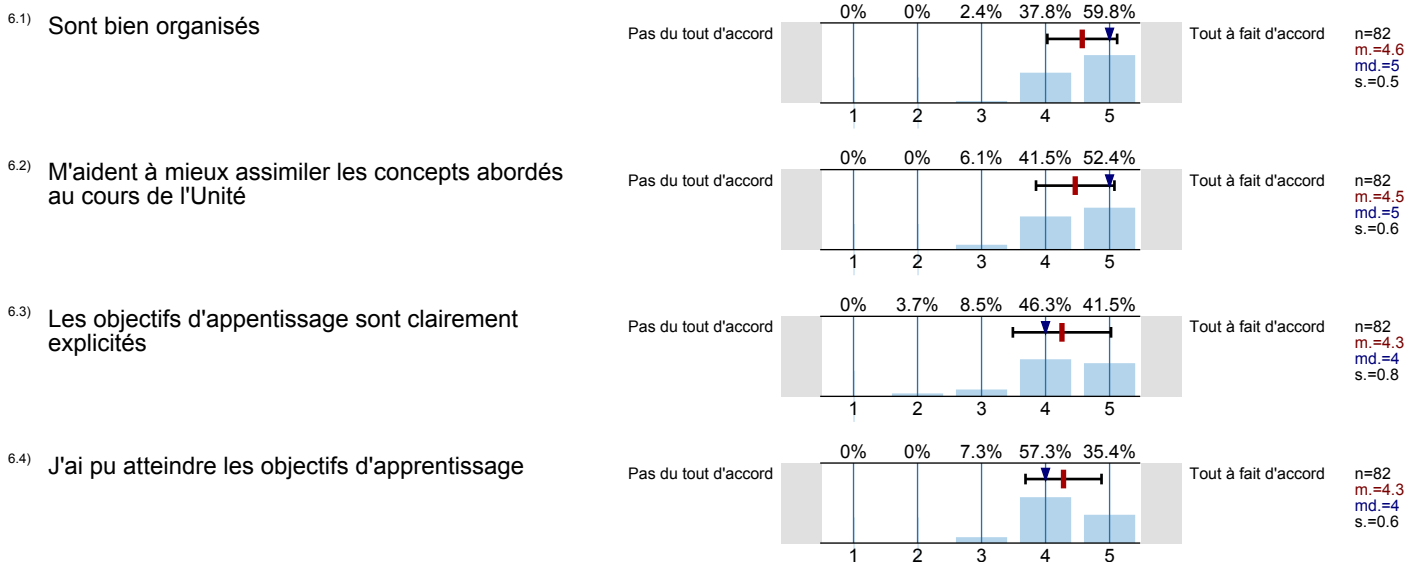 6.1) Sont bien organisés
Pas du tout d'accord
0% 0% 2.4% 37.8% 59.8%
1 2 3 4 5
Tout à fait d'accord
n=82
m.=4.6
md.=5
s.=0.5
6.2) M'aident à mieux assimiler les concepts abordés
au cours de l'Unité
Pas du tout d'accord
0% 0% 6.1% 41.5% 52.4%
1 2 3 4 5
Tout à fait d'accord
n=82
m.=4.5
md.=5
s.=0.6
6.3) Les objectifs d'appentissage sont clairement
explicités
Pas du tout d'accord
0% 3.7% 8.5% 46.3% 41.5%
1 2 3 4 5
Tout à fait d'accord
n=82
m.=4.3
md.=4
s.=0.8
6.4) J'ai pu atteindre les objectifs d'apprentissage
Pas du tout d'accord
0% 0% 7.3% 57.3% 35.4%
1 2 3 4 5
Tout à fait d'accord
n=82
m.=4.3
md.=4
s.=0.6